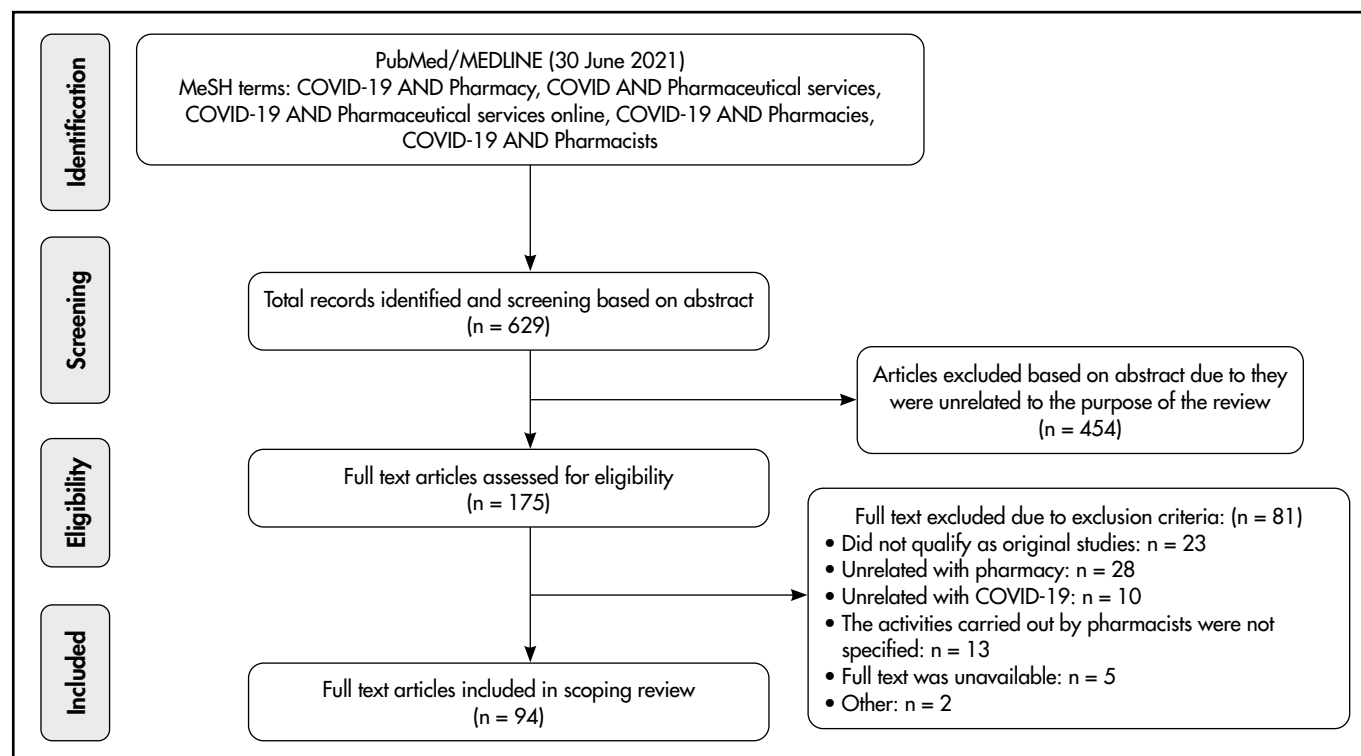 Identification
PubMed/MEDLINE (30 June 2021)
MeSH terms: COVID-19 AND Pharmacy, COVID AND Pharmaceutical services,
COVID-19 AND Pharmaceutical services online, COVID-19 AND Pharmacies,
COVID-19 AND Pharmacists
Screening
Total records identified and screening based on abstract
(n = 629)
Articles excluded based on abstract due to they
were unrelated to the purpose of the review
(n = 454)
Eligibility
Full text articles assessed for eligibility
(n = 175)
Full text excluded due to exclusion criteria: (n = 81)
• Did not qualify as original studies: n = 23
• Unrelated with pharmacy: n = 28
• Unrelated with COVID-19: n = 10
• The activities carried out by pharmacists were not
specified: n = 13
• Full text was unavailable: n = 5
• Other: n = 2
Included
Full text articles included in scoping review
(n = 94)